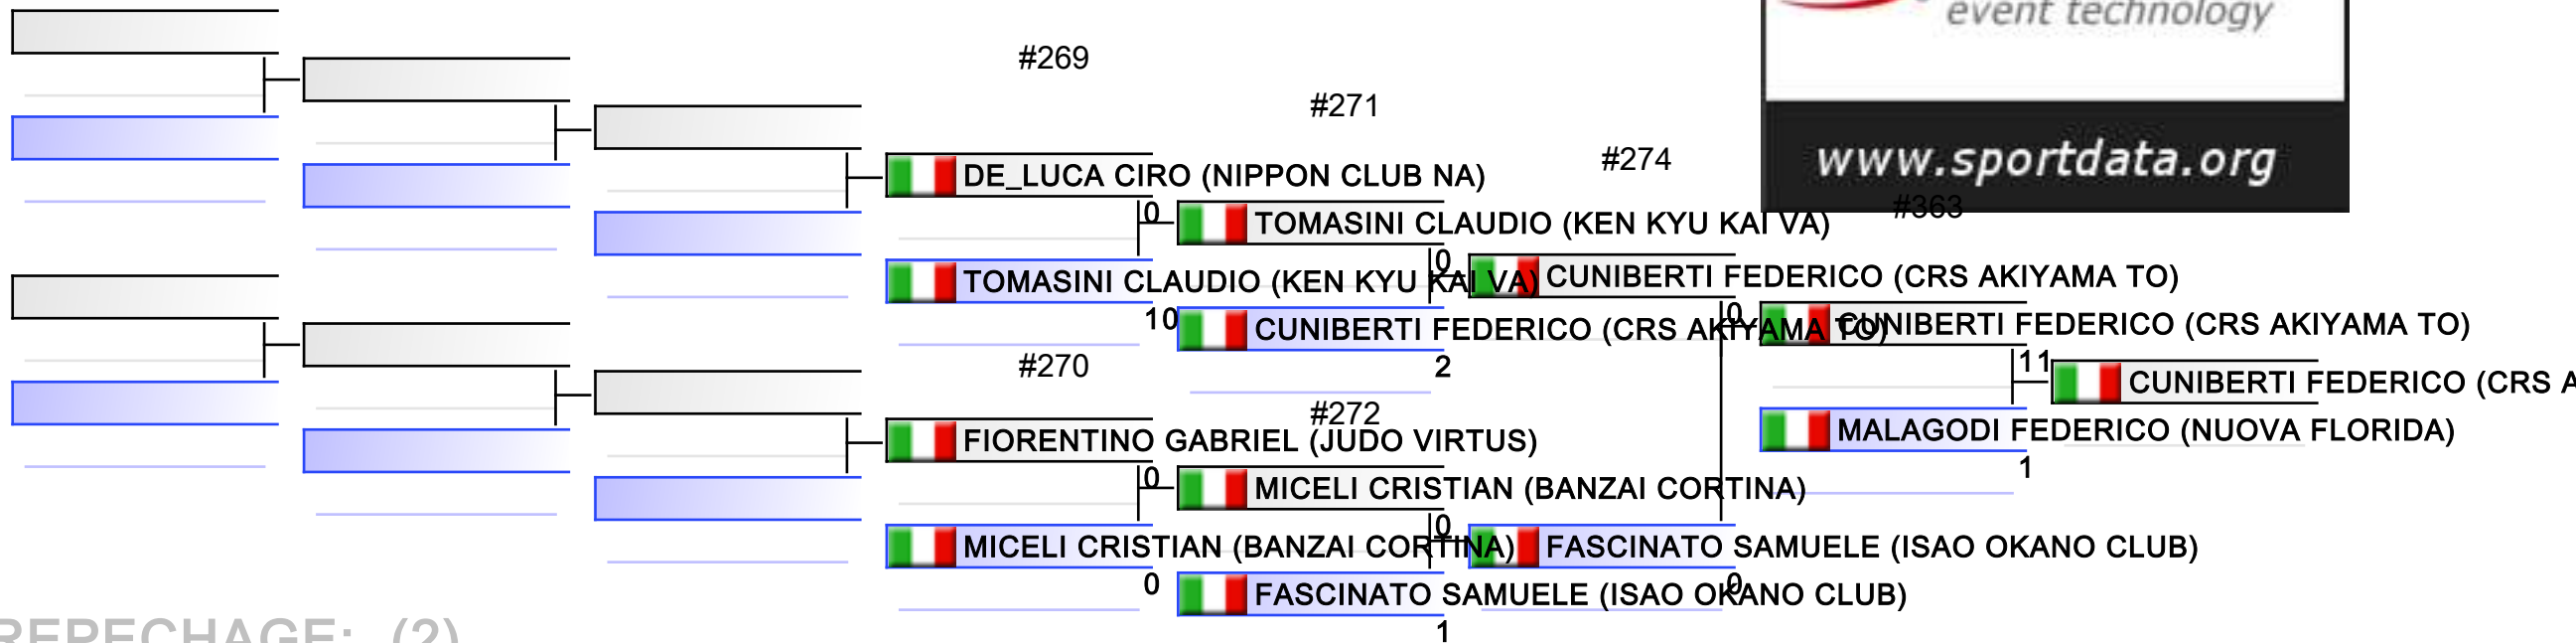 event technology
www.sportdata.org
#269
#271
#274
#363
DE_LUCA CIRO (NIPPON CLUB NA)
0
TOMASINI CLAUDIO (KEN KYU KAI VA)
10
TOMASINI CLAUDIO (KEN KYU KAI VA)
0
CUNIBERTI FEDERICO (CRS AKIYAMA TO)
2
CUNIBERTI FEDERICO (CRS AKIYAMA TO)
0
CUNIBERTI FEDERICO (CRS AKIYAMA TO)
11
CUNIBERTI FEDERICO (CRS A
MALAGODI FEDERICO (NUOVA FLORIDA)
1
#270
#272
FIORENTINO GABRIEL (JUDO VIRTUS)
0
MICELI CRISTIAN (BANZAI CORTINA)
0
MICELI CRISTIAN (BANZAI CORTINA)
0
FASCINATO SAMUELE (ISAO OKANO CLUB)
1
FASCINATO SAMUELE (ISAO OKANO CLUB)
0
REPECHAGE: (2)